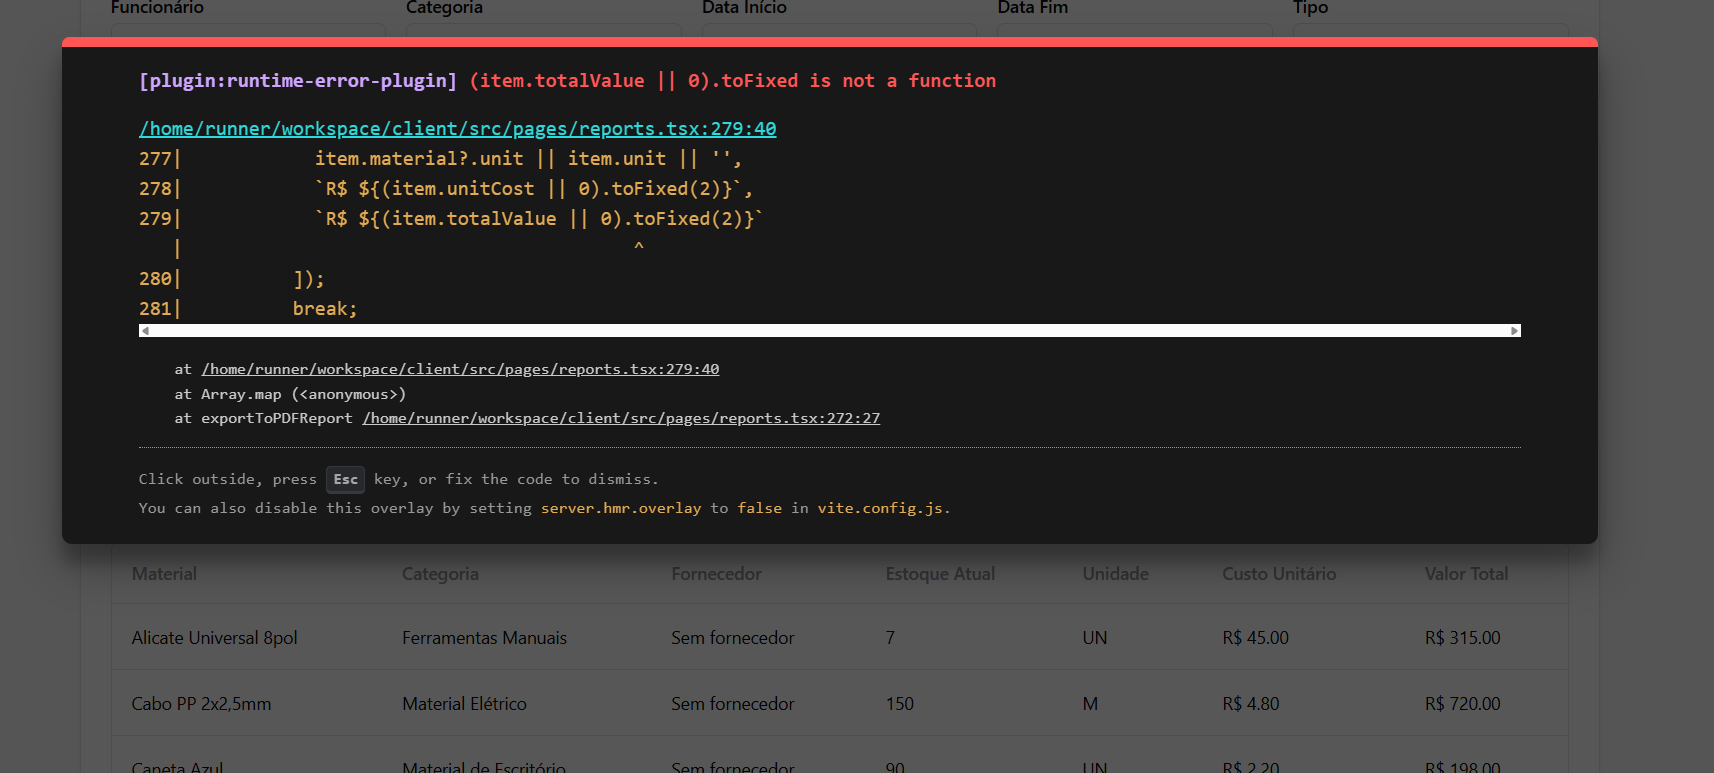 Funcionário Categoria Data Início Data Fim Tipo
[plugin:runtime-error-plugin] (item.totalValue || 0).toFixed is not a function
/home/runner/workspace/client/src/pages/reports.tsx:279:40
277|            item.material?.unit || item.unit || '',
278|            `R$ ${(item.unitCost || 0).toFixed(2)}`,
279|            `R$ ${(item.totalValue || 0).toFixed(2)}`
   |                                         ^
280|          ]);
281|          break;
at /home/runner/workspace/client/src/pages/reports.tsx:279:40
at Array.map (<anonymous>)
at exportToPDFReport /home/runner/workspace/client/src/pages/reports.tsx:272:27
Click outside, press Esc key, or fix the code to dismiss.
You can also disable this overlay by setting server.hmr.overlay to false in vite.config.js.
Material Categoria Fornecedor Estoque Atual Unidade Custo Unitário Valor Total
Alicate Universal 8pol Ferramentas Manuais Sem fornecedor 7 UN R$ 45.00 R$ 315.00
Cabo PP 2x2,5mm Material Elétrico Sem fornecedor 150 M R$ 4.80 R$ 720.00
Caneta Azul Material de Escritório Sem fornecedor 90 UN R$ 2.20 R$ 198.00